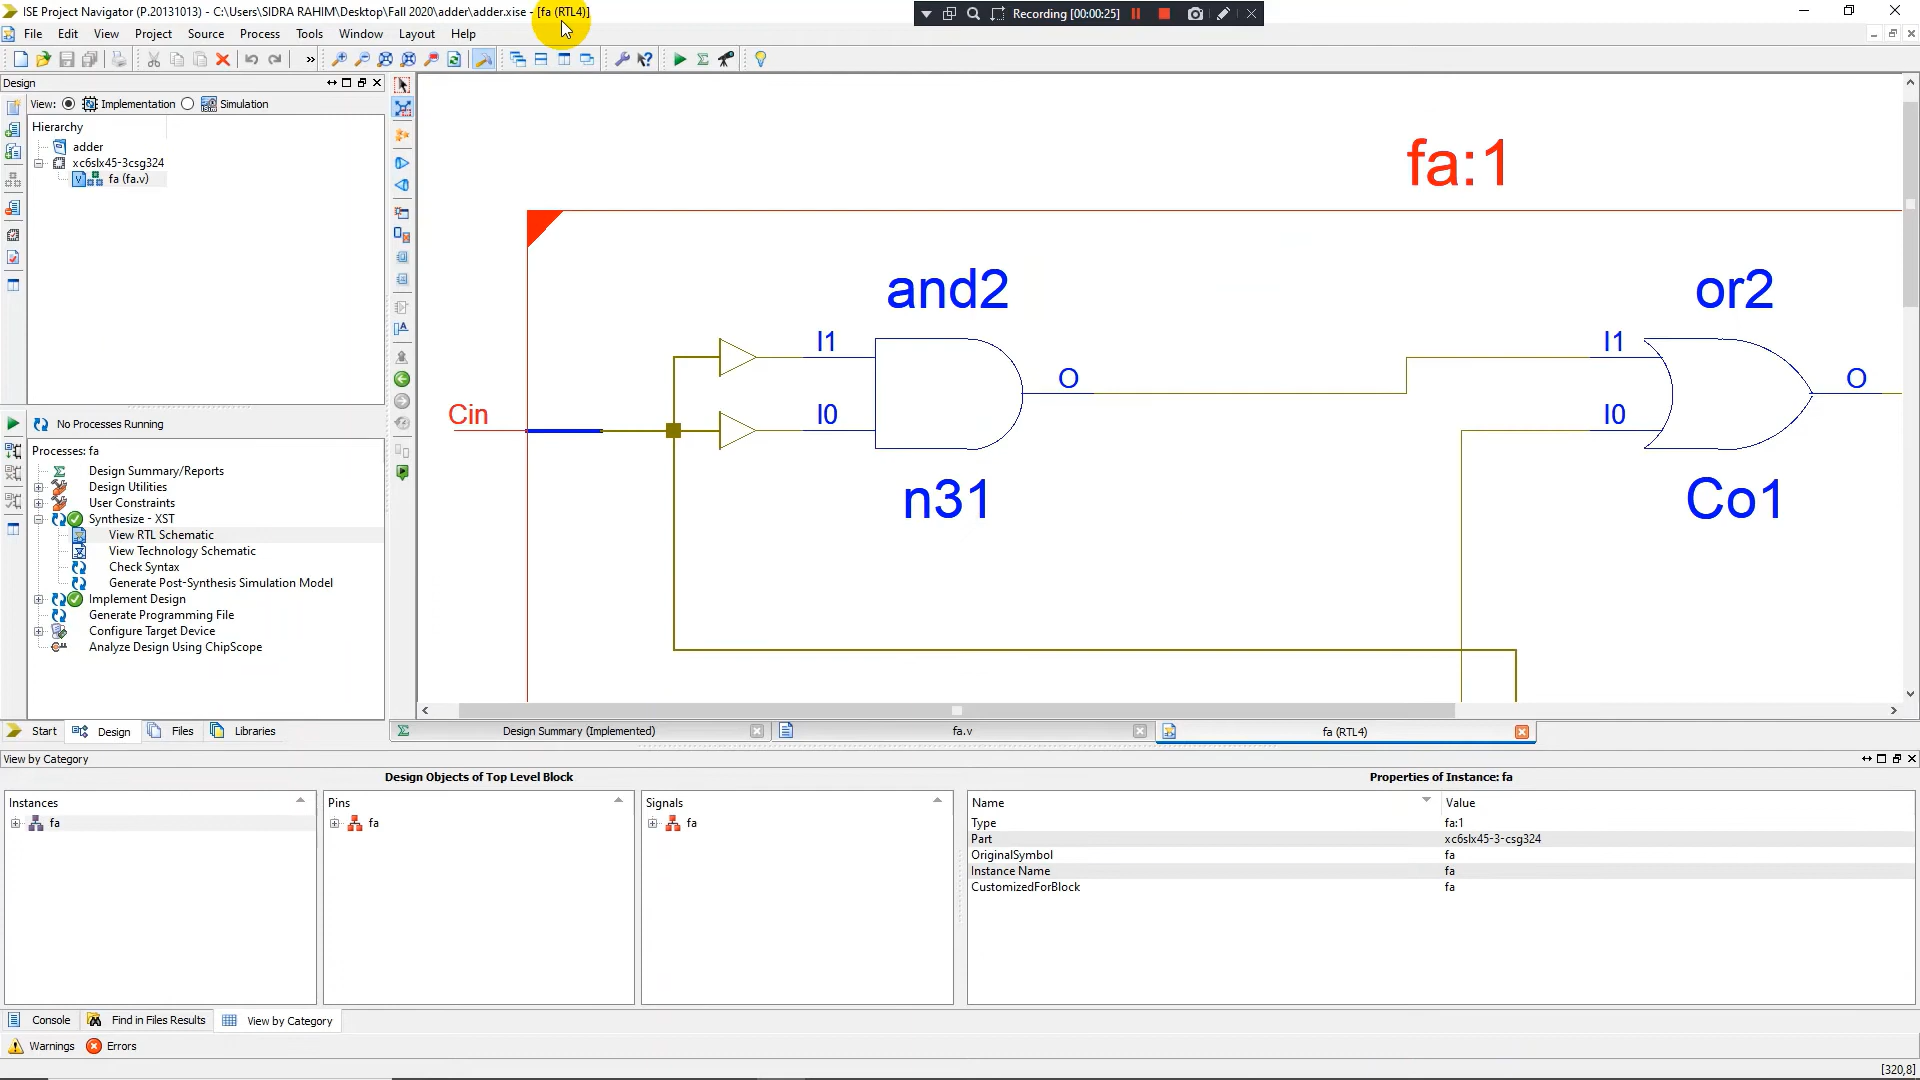 ISE Project Navigator (P.20131013) - C:\Users\SIDRA RAHIM\Desktop\Fall 2020\adder\adder.xise - [fa (RTL4)]
Recording [00:00:25]
File Edit View Project Source Process Tools Window Layout Help
Design
View: Implementation Simulation
Hierarchy
adder
xc6slx45-3csg324
fa (fa.v)
No Processes Running
Processes: fa
Design Summary/Reports
Design Utilities
User Constraints
Synthesize - XST
View RTL Schematic
View Technology Schematic
Check Syntax
Generate Post-Synthesis Simulation Model
Implement Design
Generate Programming File
Configure Target Device
Analyze Design Using ChipScope
Start Design Files Libraries
fa:1
and2
or2
I1
I1
O
O
I0
I0
Cin
n31
Co1
Design Summary (Implemented)
fa.v
fa (RTL4)
View by Category
Design Objects of Top Level Block
Properties of Instance: fa
Instances
Pins
Signals
Name Value
fa
fa
fa
Type fa:1
Part xc6slx45-3-csg324
OriginalSymbol fa
Instance Name fa
CustomizedForBlock fa
Console Find in Files Results View by Category
Warnings Errors
[320,8]